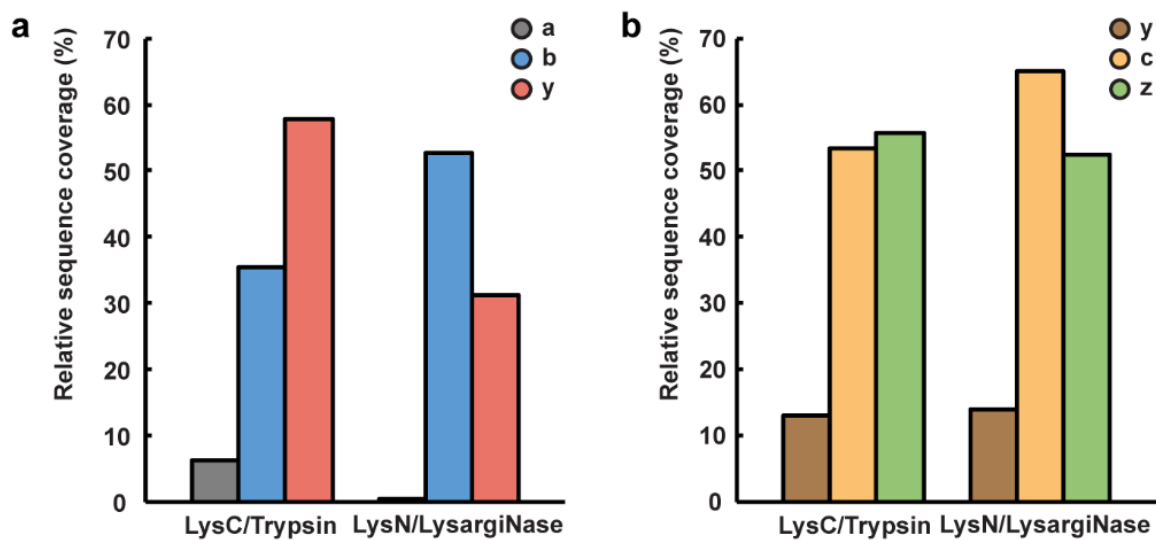 a
Relative sequence coverage (%)
70
60
50
40
30
20
10
0
a
b
y
LysC/Trypsin
LysN/LysargiNase
b
Relative sequence coverage (%)
70
60
50
40
30
20
10
0
y
c
z
LysC/Trypsin
LysN/LysargiNase